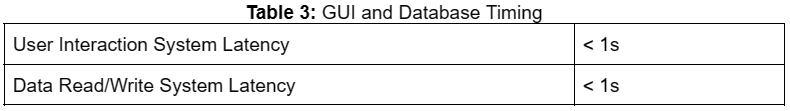 Table 3: GUI and Database Timing
User Interaction System Latency < 1s
Data Read/Write System Latency < 1s